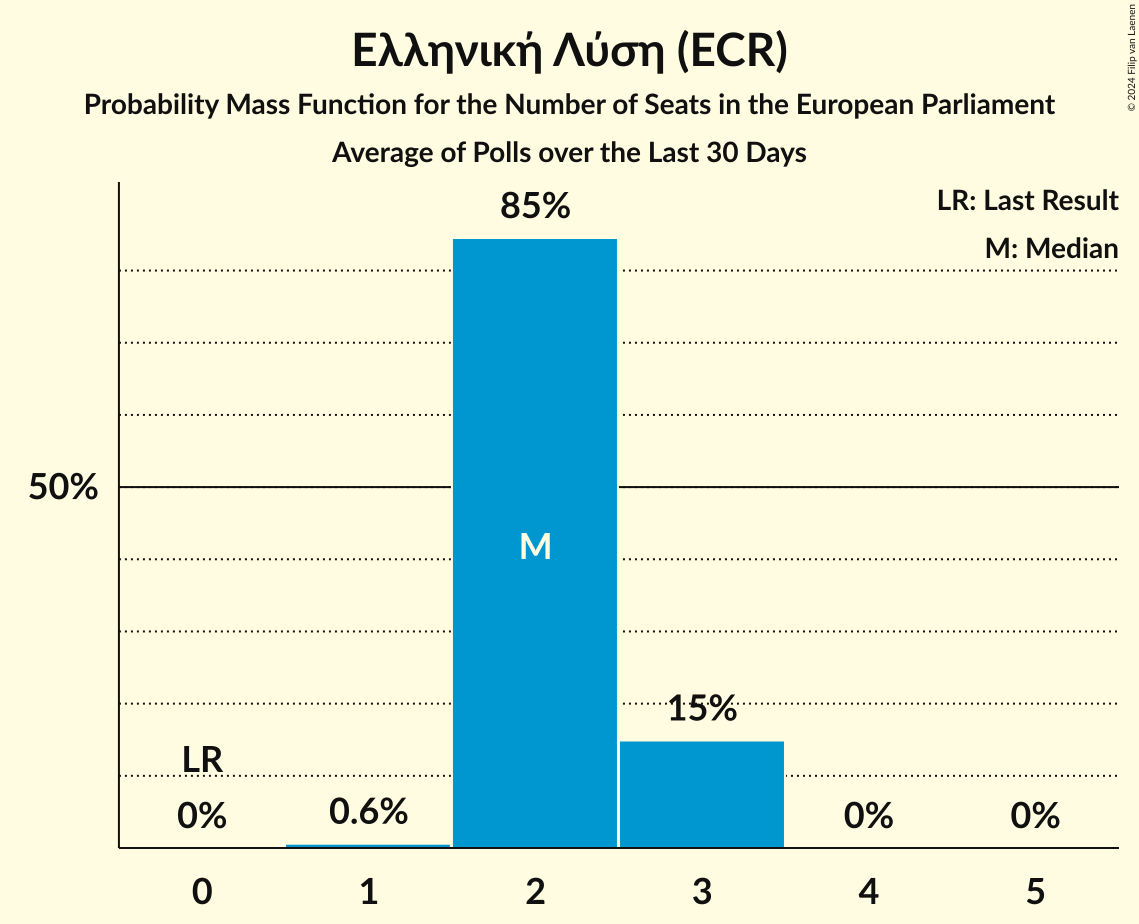 Ελληνική Λύση (ECR)
Probability Mass Function for the Number of Seats in the European Parliament
Average of Polls over the Last 30 Days
© 2024 Filip van Laenen
LR: Last Result
M: Median
85%
50%
M
15%
LR
0%
0.6%
0%
0%
0 1 2 3 4 5